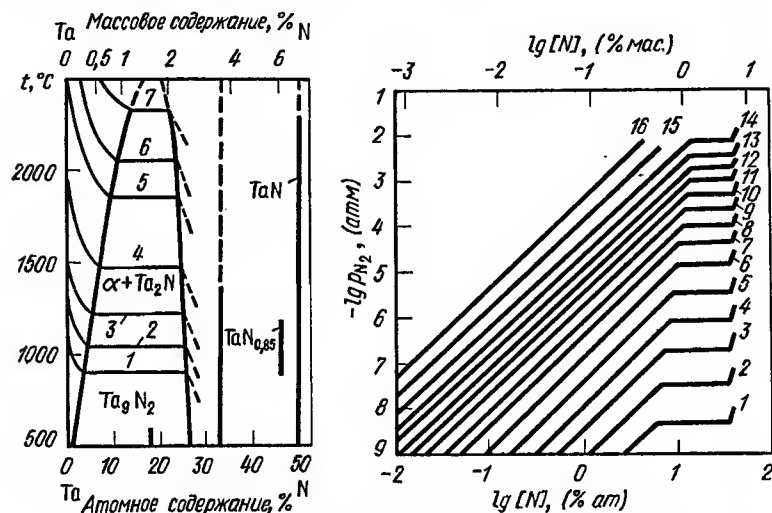 Ta Массовое содержание, % N
0 0,5 1 2 4 6
t, °C
2000
1500
1000
500
7
6
5
4
α+Ta₂N
3 2
1
Ta₉N₂
TaN
TaN₀,₈₅
0 10 20 30 40 50
Ta Атомное содержание, % N
lg [N], (% мас.)
-3 -2 -1 0 1
-lg p_N₂, (атм)
1
2
3
4
5
6
7
8
9
16 15 14
13
12
11
10
9
8
7
6
5
4
3
2
1
-2 -1 0 1 2
lg [N], (% ат)